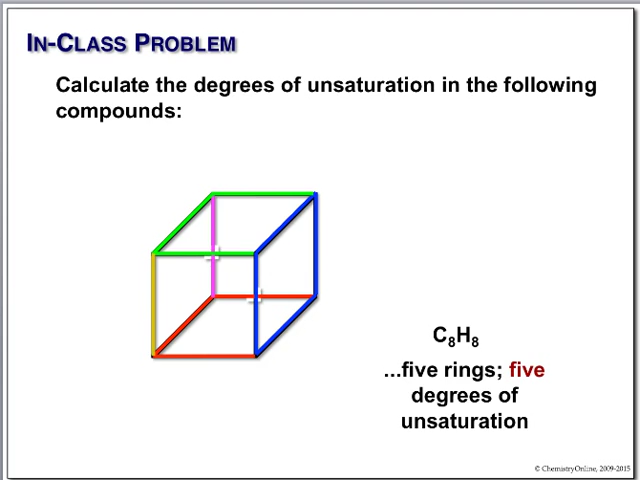 IN-CLASS PROBLEM
Calculate the degrees of unsaturation in the following
compounds:
C₈H₈
...five rings; five
degrees of
unsaturation
© ChemistryOnline, 2009-2015